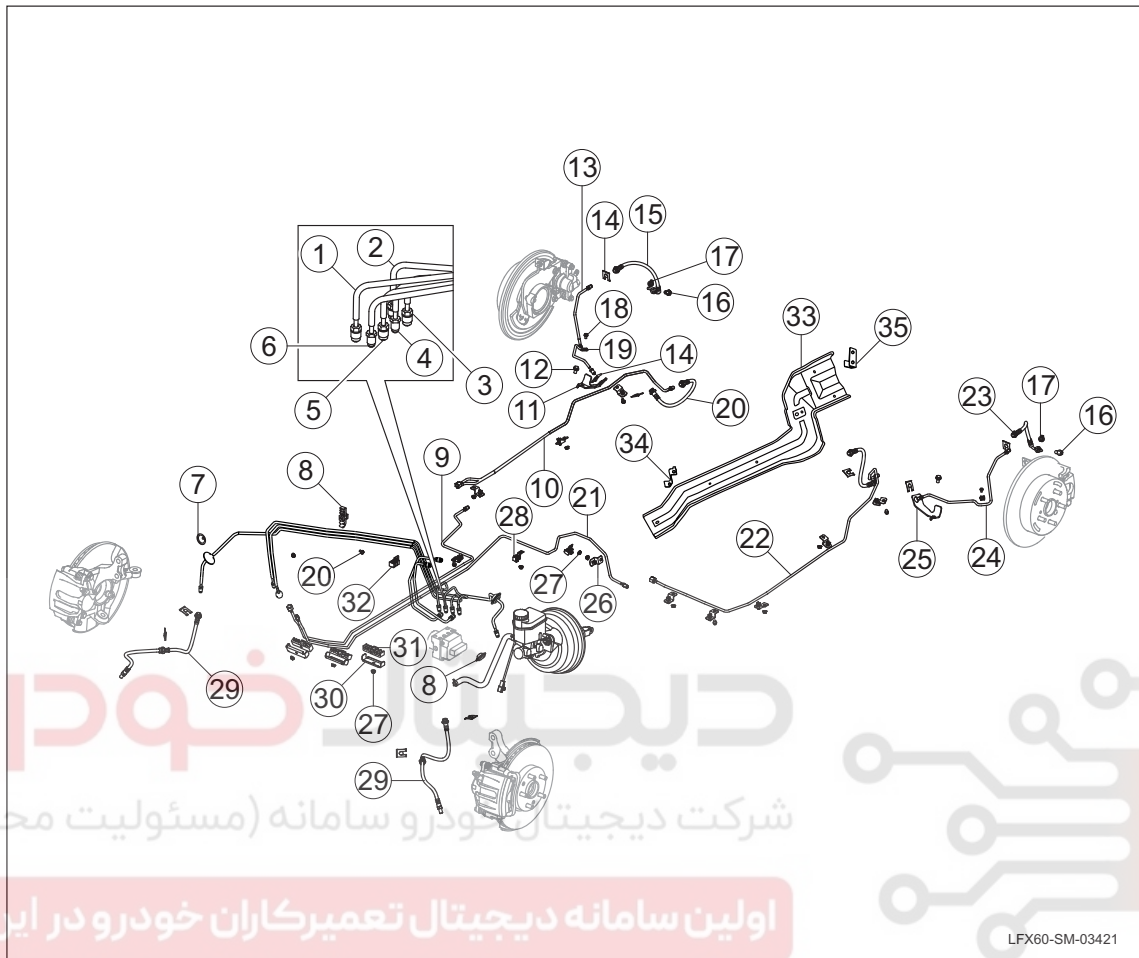 13
14 15
2 17
1 16
18
33 35
6 4 12 19 14
5 3 11
20 23 17 16
9
7 8 34
10 21
28
22 25 24
20 32 27 26
31
29 30 8
27
دیجیتال خودر
29
شرکت دیجیتال خودرو سامانه (مسئولیت مح
اولین سامانه دیجیتال تعمیرکاران خودرو در ایر
LFX60-SM-03421